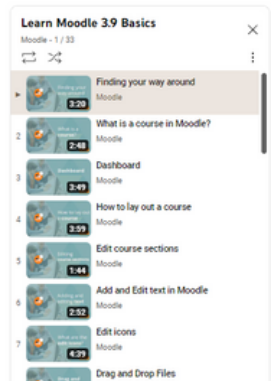 Learn Moodle 3.9 Basics
Moodle - 1 / 33
Finding your way around
Moodle
3:20
2
What is a course in Moodle?
Moodle
2:48
3
Dashboard
Dashboard
Moodle
3:49
4
How to lay out a course
Moodle
3:59
5
Edit course sections
Moodle
1:44
6
Add and Edit text in Moodle
Moodle
2:52
7
Edit icons
Moodle
4:39
Drag and Drop Files